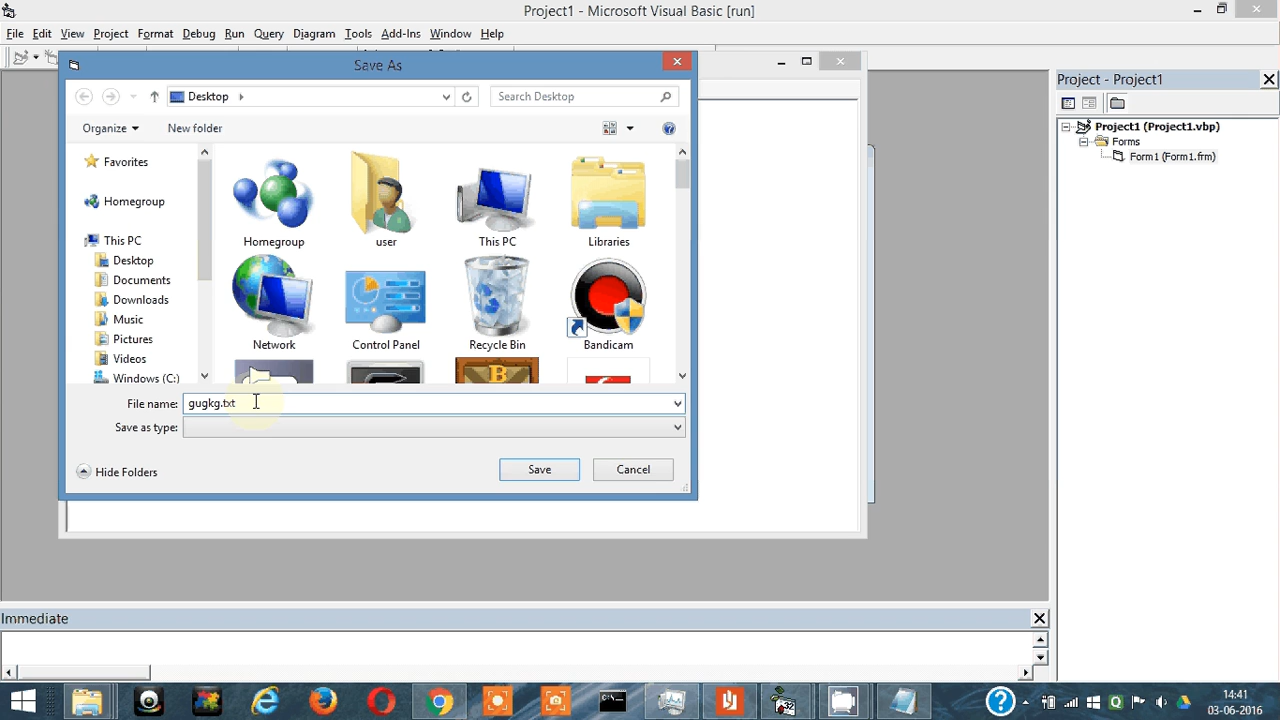 Project1 - Microsoft Visual Basic [run]
File Edit View Project Format Debug Run Query Diagram Tools Add-Ins Window Help
Save As
Desktop
Search Desktop
Organize
New folder
Favorites
Homegroup
This PC
Desktop
Documents
Downloads
Music
Pictures
Videos
Windows (C:)
Homegroup
user
This PC
Libraries
Network
Control Panel
Recycle Bin
Bandicam
File name: gugkg.txt
Save as type:
Hide Folders
Save
Cancel
Project - Project1
Project1 (Project1.vbp)
Forms
Form1 (Form1.frm)
Immediate
14:41
03-06-2016